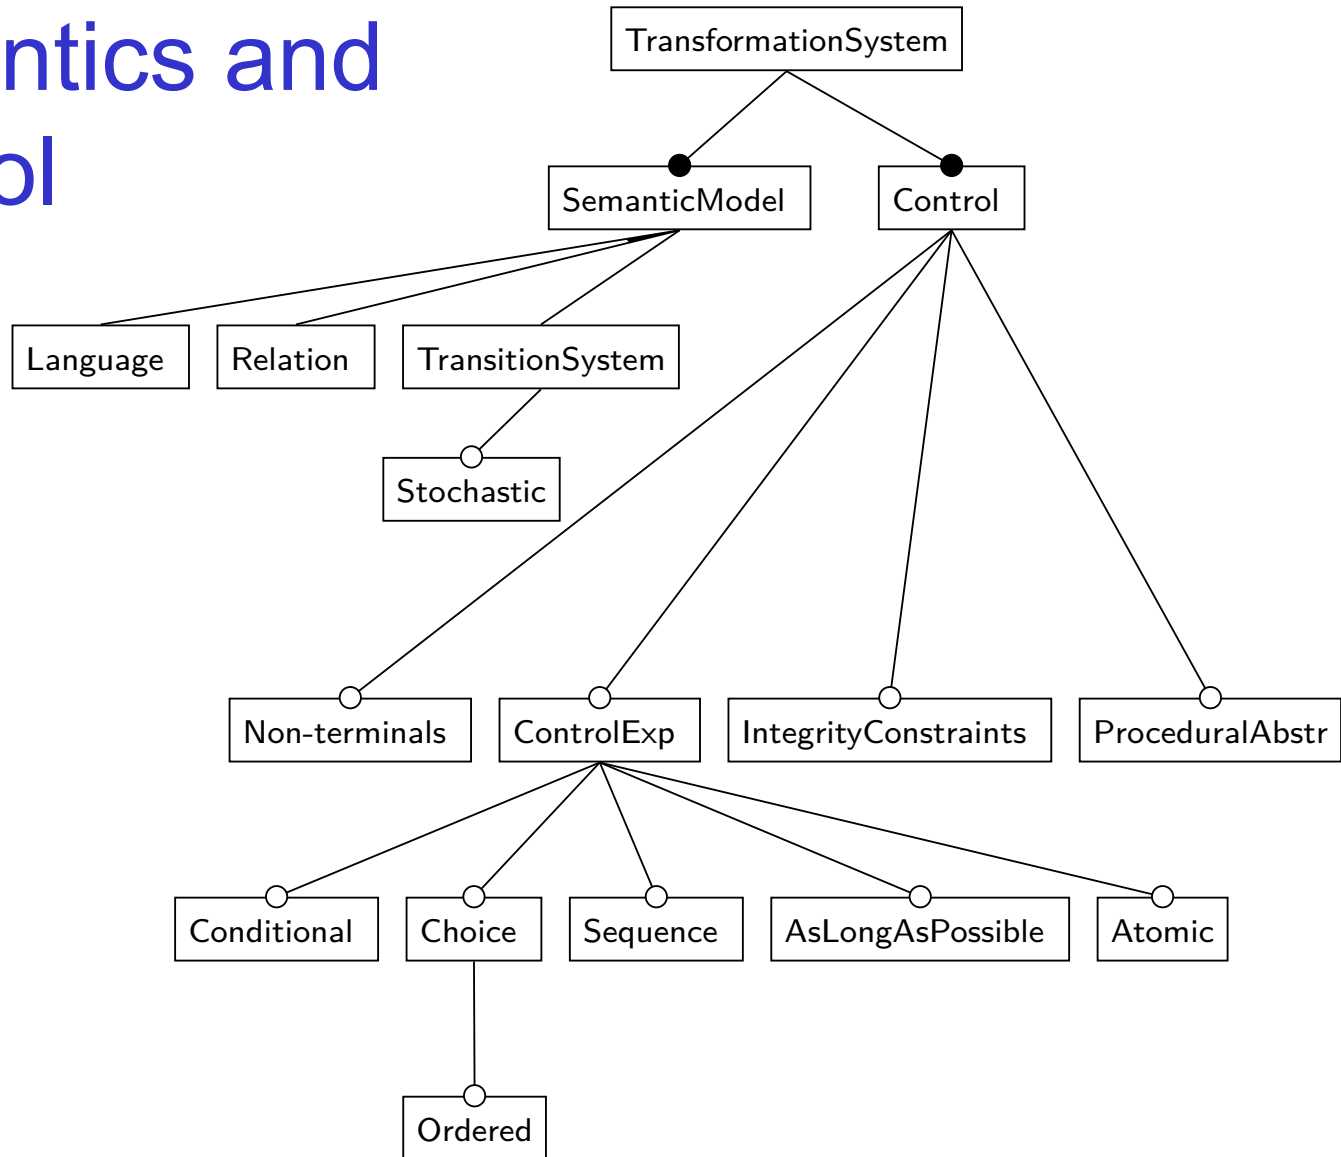 ntics and
ol
TransformationSystem
SemanticModel
Control
Language
Relation
TransitionSystem
Stochastic
Non-terminals
ControlExp
IntegrityConstraints
ProceduralAbstr
Conditional
Choice
Sequence
AsLongAsPossible
Atomic
Ordered